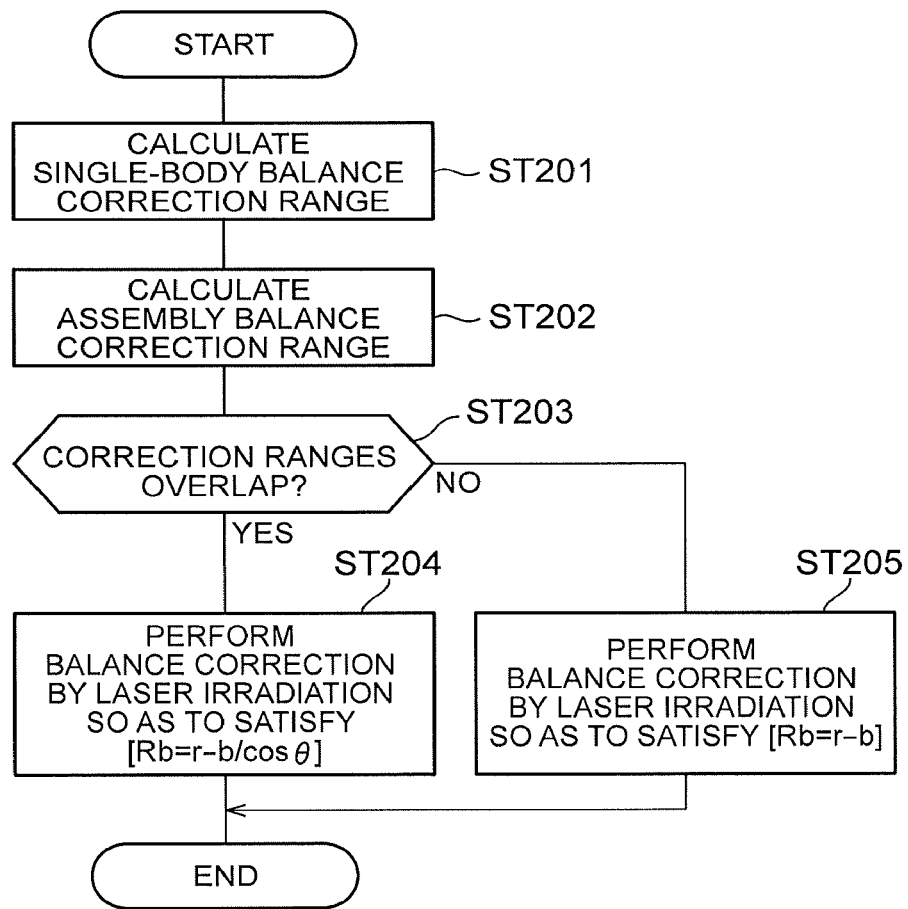 START
CALCULATE
SINGLE-BODY BALANCE
CORRECTION RANGE
ST201
CALCULATE
ASSEMBLY BALANCE
CORRECTION RANGE
ST202
ST203
CORRECTION RANGES
OVERLAP?
NO
YES
ST204
PERFORM
BALANCE CORRECTION
BY LASER IRRADIATION
SO AS TO SATISFY
[Rb=r−b/cos θ]
ST205
PERFORM
BALANCE CORRECTION
BY LASER IRRADIATION
SO AS TO SATISFY [Rb=r−b]
END